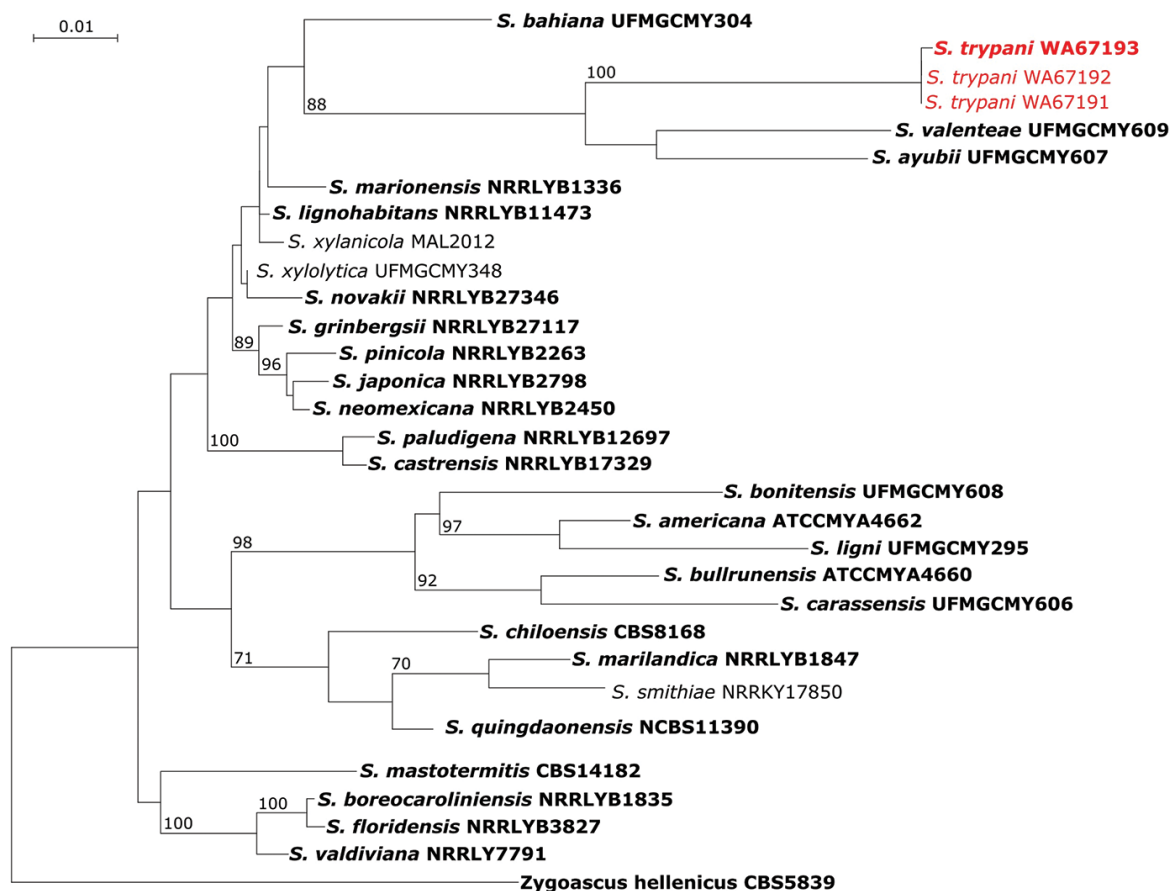 0.01
S. bahiana UFMGCMY304
S. trypani WA67193
100
S. trypani WA67192
S. trypani WA67191
88
S. valenteae UFMGCMY609
S. ayubii UFMGCMY607
S. marionensis NRRLYB1336
S. lignohabitans NRRLYB11473
S. xylanicola MAL2012
S. xylolytica UFMGCMY348
S. novakii NRRLYB27346
S. grinbergsii NRRLYB27117
89
S. pinicola NRRLYB2263
96
S. japonica NRRLYB2798
S. neomexicana NRRLYB2450
S. paludigena NRRLYB12697
100
S. castrensis NRRLYB17329
S. bonitensis UFMGCMY608
S. americana ATCCMYA4662
97
98
S. ligni UFMGCMY295
S. bullrunensis ATCCMYA4660
92
S. carassensis UFMGCMY606
S. chiloensis CBS8168
71
S. marilandica NRRLYB1847
70
S. smithiae NRRKY17850
S. quingdaonensis NCBS11390
S. mastotermitis CBS14182
S. boreocaroliniensis NRRLYB1835
100
S. floridensis NRRLYB3827
100
S. valdiviana NRRLY7791
Zygoascus hellenicus CBS5839